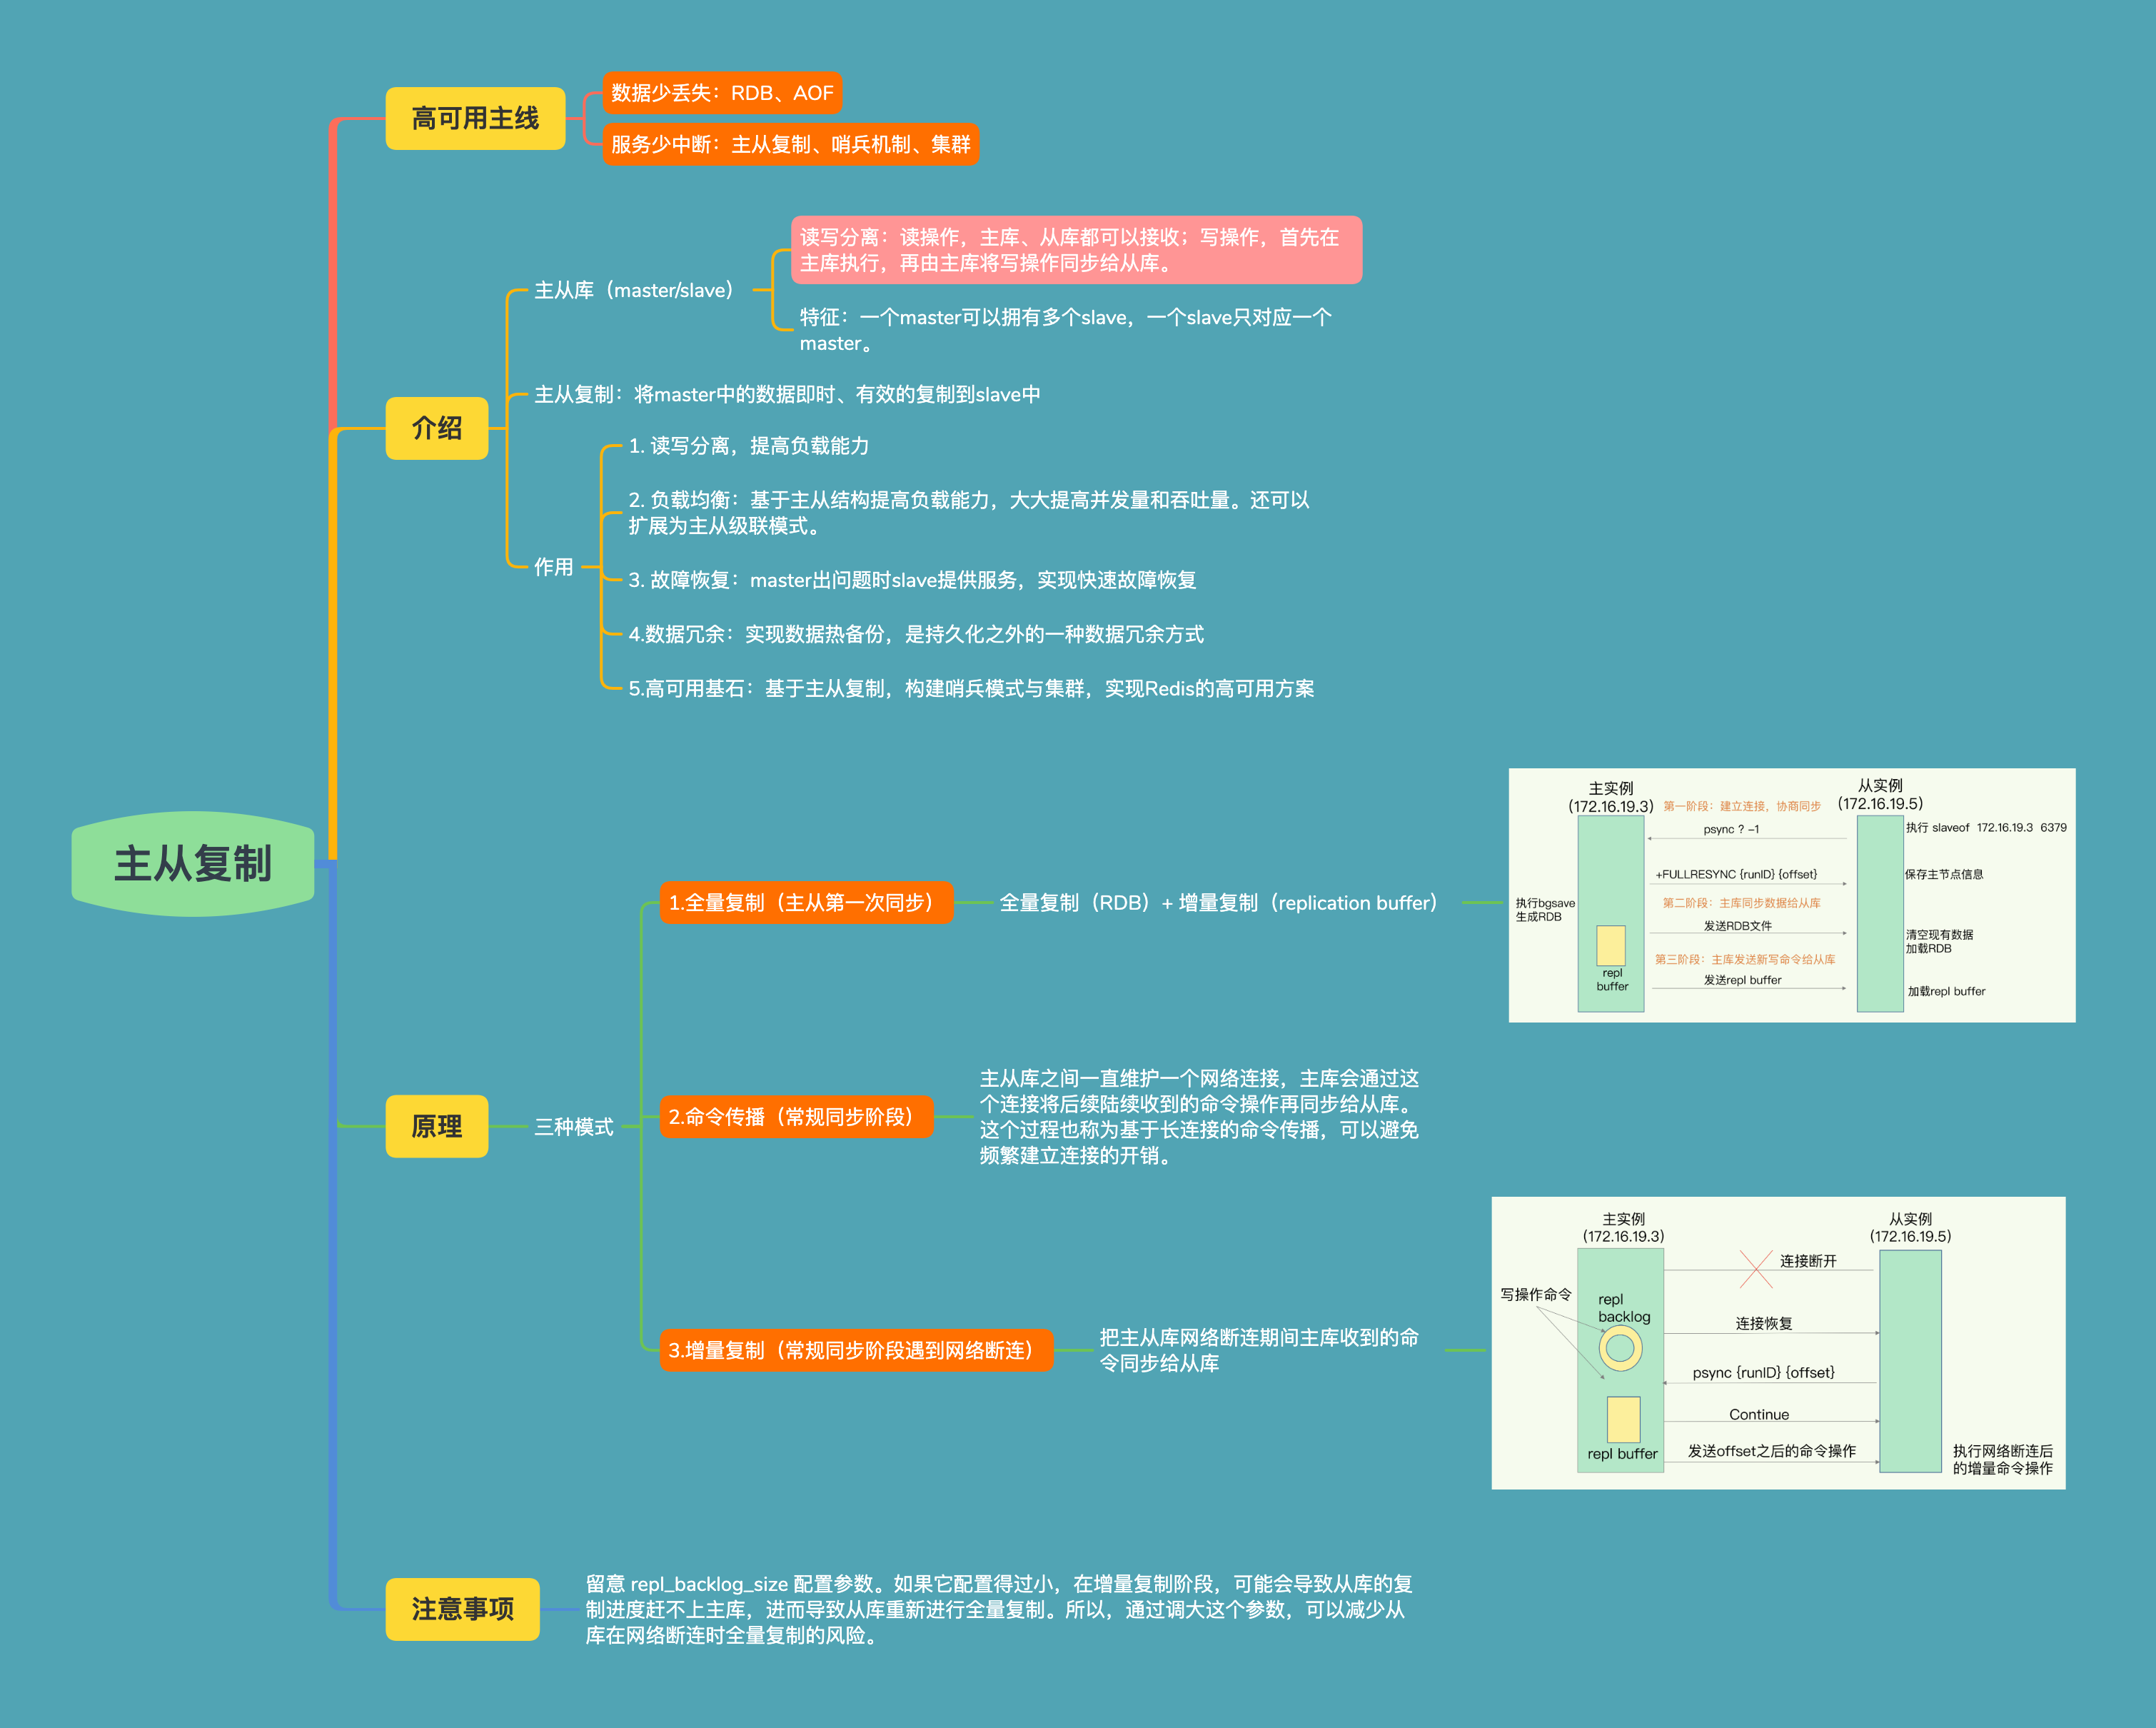 主从复制
高可用主线
数据少丢失：RDB、AOF
服务少中断：主从复制、哨兵机制、集群
介绍
主从库（master/slave）
读写分离：读操作，主库、从库都可以接收；写操作，首先在
主库执行，再由主库将写操作同步给从库。
特征：一个master可以拥有多个slave，一个slave只对应一个
master。
主从复制：将master中的数据即时、有效的复制到slave中
作用
1. 读写分离，提高负载能力
2. 负载均衡：基于主从结构提高负载能力，大大提高并发量和吞吐量。还可以
扩展为主从级联模式。
3. 故障恢复：master出问题时slave提供服务，实现快速故障恢复
4.数据冗余：实现数据热备份，是持久化之外的一种数据冗余方式
5.高可用基石：基于主从复制，构建哨兵模式与集群，实现Redis的高可用方案
原理
三种模式
1.全量复制（主从第一次同步）
全量复制（RDB）+ 增量复制（replication buffer）
主实例
(172.16.19.3)
从实例
(172.16.19.5)
第一阶段：建立连接，协商同步
psync ? -1
执行 slaveof 172.16.19.3 6379
+FULLRESYNC {runID} {offset}
保存主节点信息
第二阶段：主库同步数据给从库
执行bgsave
生成RDB
发送RDB文件
清空现有数据
加载RDB
第三阶段：主库发送新写命令给从库
repl
buffer
发送repl buffer
加载repl buffer
2.命令传播（常规同步阶段）
主从库之间一直维护一个网络连接，主库会通过这
个连接将后续陆续收到的命令操作再同步给从库。
这个过程也称为基于长连接的命令传播，可以避免
频繁建立连接的开销。
3.增量复制（常规同步阶段遇到网络断连）
把主从库网络断连期间主库收到的命
令同步给从库
主实例
(172.16.19.3)
从实例
(172.16.19.5)
连接断开
写操作命令
repl
backlog
连接恢复
psync {runID} {offset}
Continue
repl buffer
发送offset之后的命令操作
执行网络断连后
的增量命令操作
注意事项
留意 repl_backlog_size 配置参数。如果它配置得过小，在增量复制阶段，可能会导致从库的复
制进度赶不上主库，进而导致从库重新进行全量复制。所以，通过调大这个参数，可以减少从
库在网络断连时全量复制的风险。